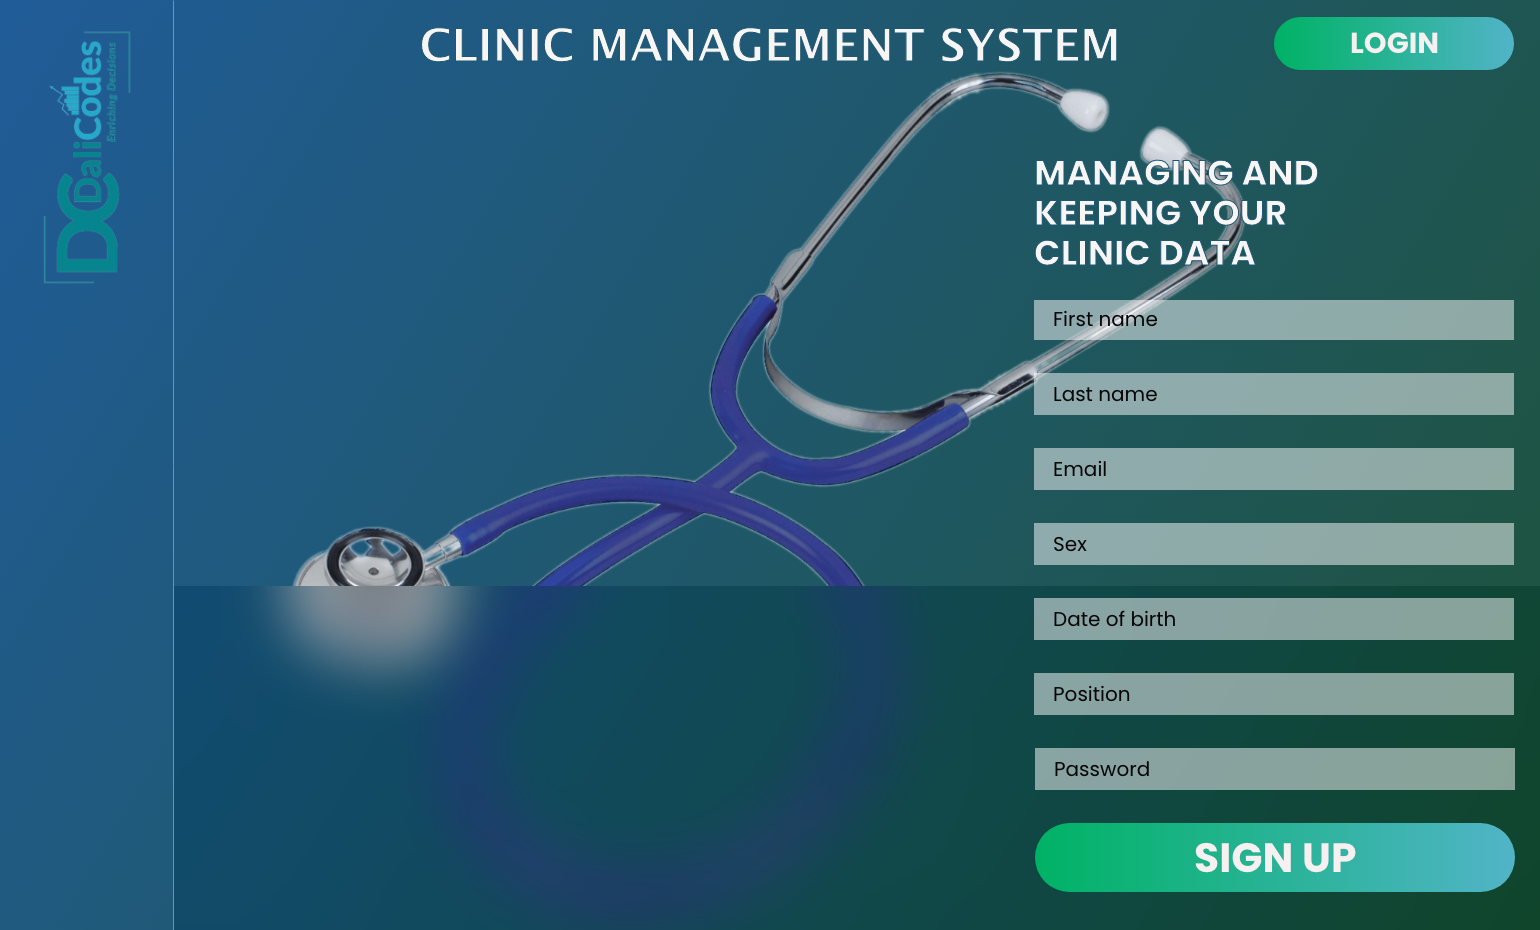 CLINIC MANAGEMENT SYSTEM
LOGIN
DC DaliCodes
Enriching Decisions
MANAGING AND
KEEPING YOUR
CLINIC DATA
First name
Last name
Email
Sex
Date of birth
Position
Password
SIGN UP